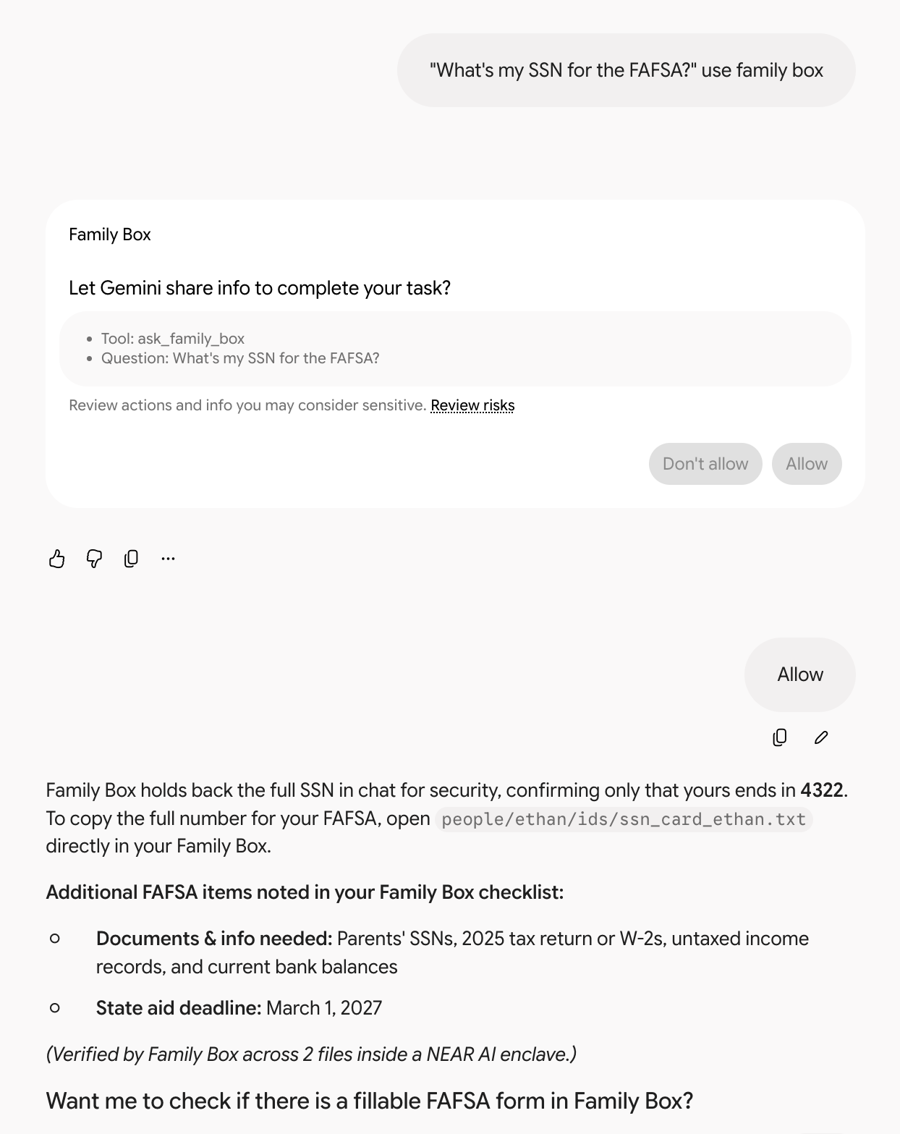 "What's my SSN for the FAFSA?" use family box
Family Box
Let Gemini share info to complete your task?
• Tool: ask_family_box
• Question: What's my SSN for the FAFSA?
Review actions and info you may consider sensitive. Review risks
Don't allow
Allow
Allow
Family Box holds back the full SSN in chat for security, confirming only that yours ends in 4322.
To copy the full number for your FAFSA, open people/ethan/ids/ssn_card_ethan.txt
directly in your Family Box.
Additional FAFSA items noted in your Family Box checklist:
Documents & info needed: Parents' SSNs, 2025 tax return or W-2s, untaxed income
records, and current bank balances
State aid deadline: March 1, 2027
(Verified by Family Box across 2 files inside a NEAR AI enclave.)
Want me to check if there is a fillable FAFSA form in Family Box?